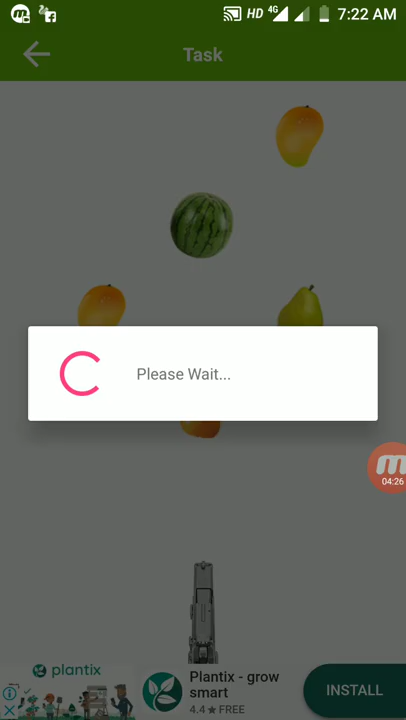 HD 4G 7:22 AM
Task
Please Wait...
04:26
plantix
Plantix - grow
smart
4.4★FREE
INSTALL